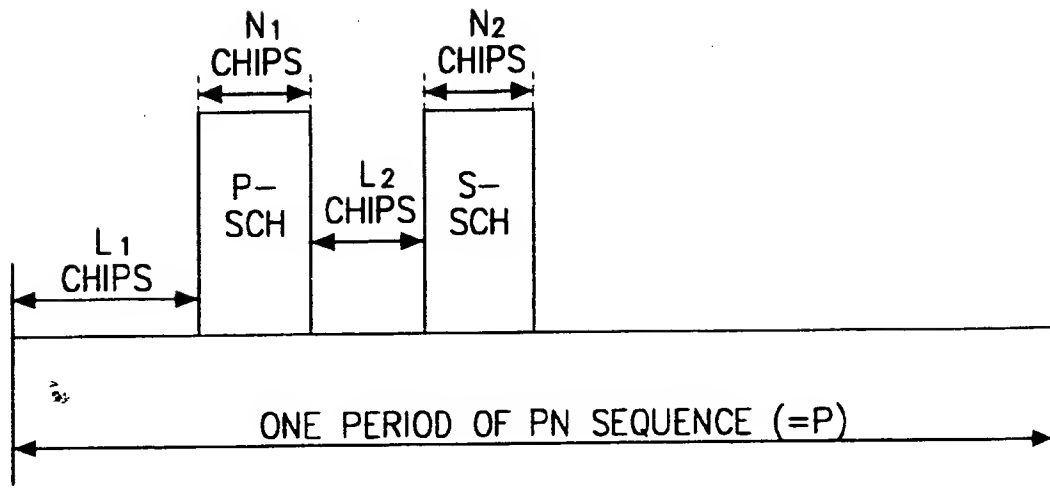 N1
CHIPS
N2
CHIPS
P-
SCH
L2
CHIPS
S-
SCH
L1
CHIPS
ONE PERIOD OF PN SEQUENCE (=P)